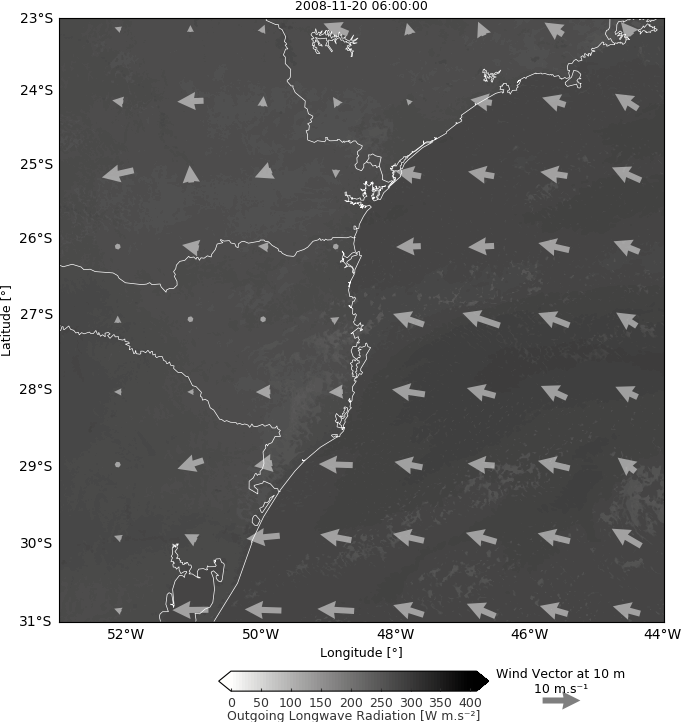 2008-11-20 06:00:00
23°S
24°S
25°S
26°S
27°S
28°S
29°S
30°S
31°S
Latitude [°]
52°W 50°W 48°W 46°W 44°W
Longitude [°]
0 50 100 150 200 250 300 350 400
Outgoing Longwave Radiation [W m.s⁻²]
Wind Vector at 10 m
10 m.s⁻¹